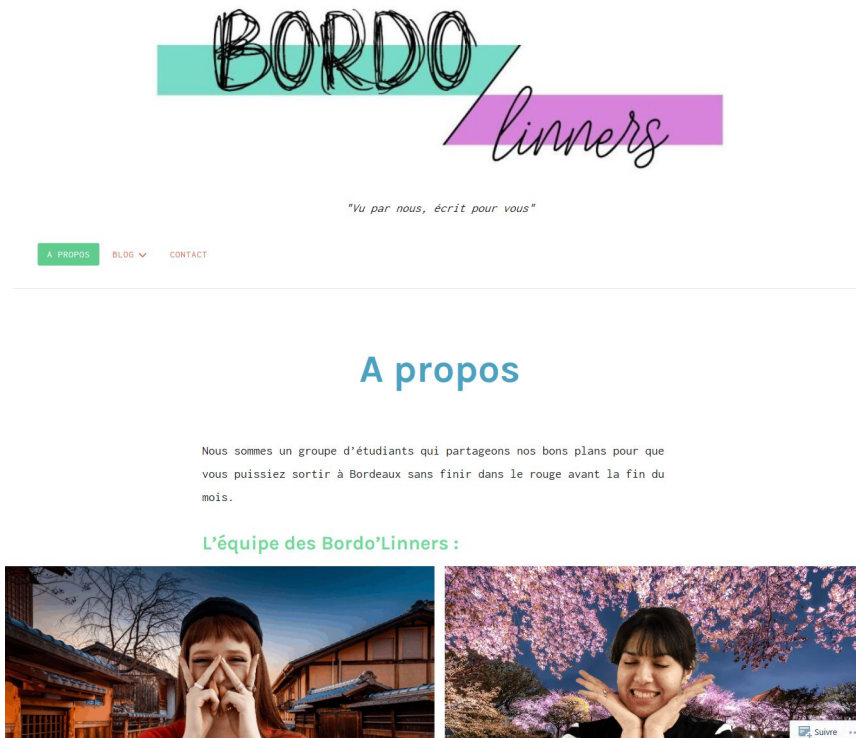 BORDO
linners
"Vu par nous, écrit pour vous"
A PROPOS BLOG CONTACT
A propos
Nous sommes un groupe d'étudiants qui partageons nos bons plans pour que
vous puissiez sortir à Bordeaux sans finir dans le rouge avant la fin du
mois.
L'équipe des Bordo'Linners :
Suivre